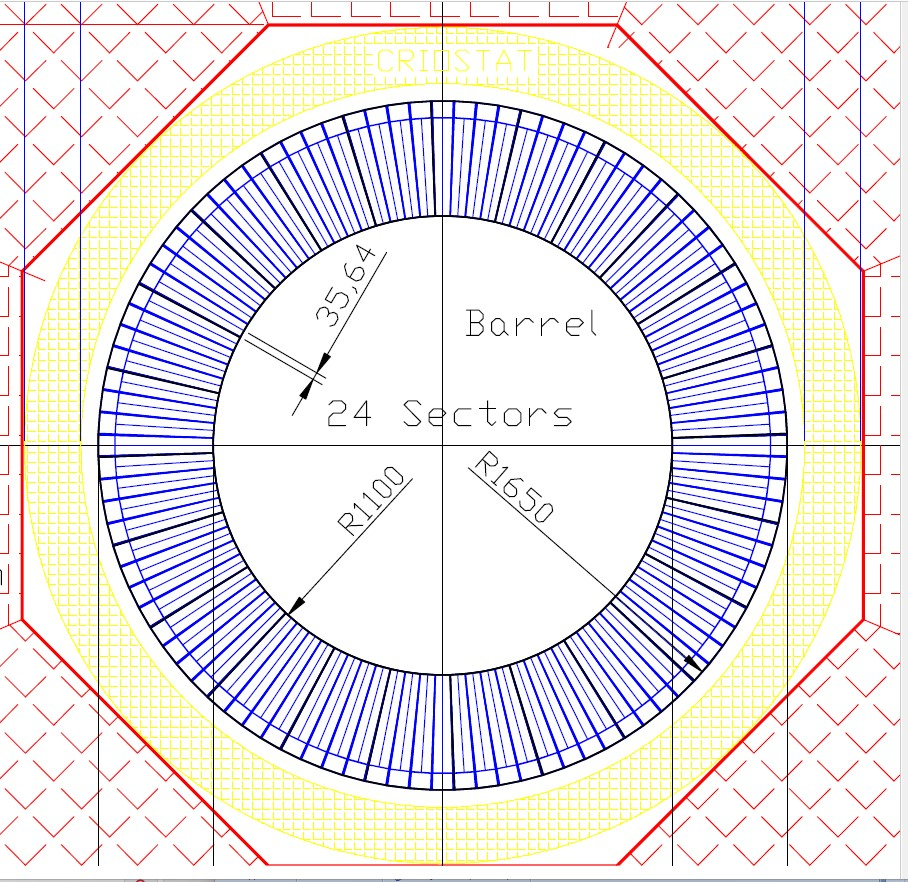 CRIOSTAT
35,64
Barrel
24 Sectors
R1100
R1650